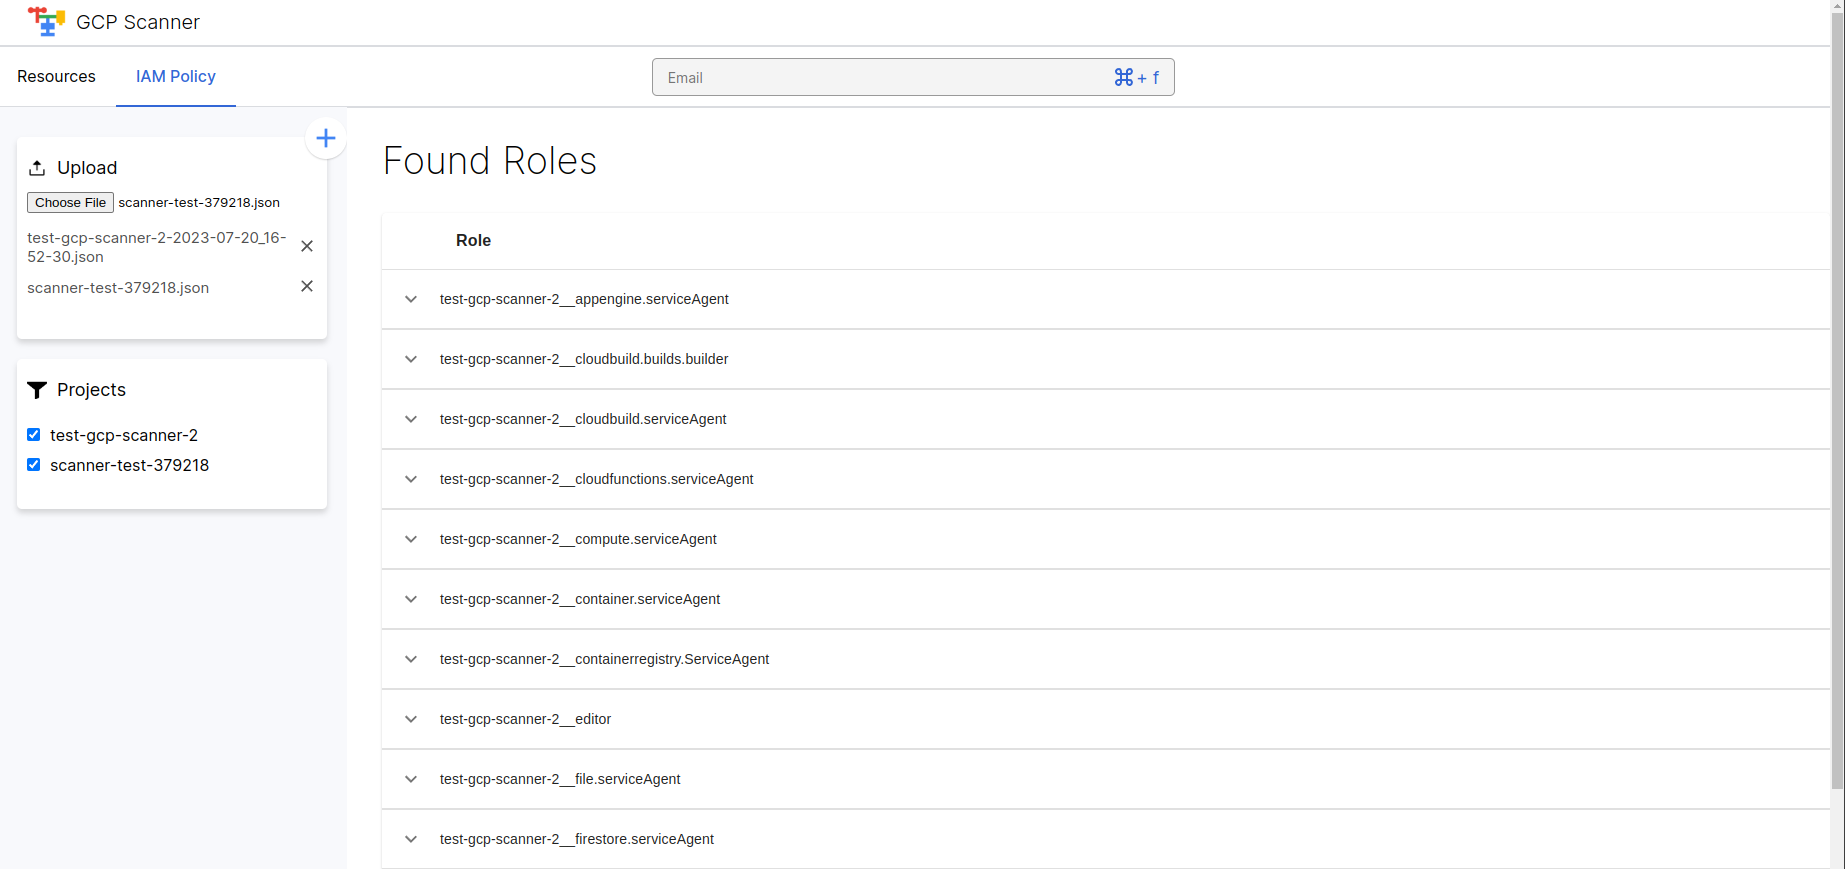 GCP Scanner
Resources
IAM Policy
Email
⌘ + f
Upload
Choose File scanner-test-379218.json
test-gcp-scanner-2-2023-07-20_16-
52-30.json
scanner-test-379218.json
Projects
test-gcp-scanner-2
scanner-test-379218
Found Roles
Role
test-gcp-scanner-2__appengine.serviceAgent
test-gcp-scanner-2__cloudbuild.builds.builder
test-gcp-scanner-2__cloudbuild.serviceAgent
test-gcp-scanner-2__cloudfunctions.serviceAgent
test-gcp-scanner-2__compute.serviceAgent
test-gcp-scanner-2__container.serviceAgent
test-gcp-scanner-2__containerregistry.ServiceAgent
test-gcp-scanner-2__editor
test-gcp-scanner-2__file.serviceAgent
test-gcp-scanner-2__firestore.serviceAgent